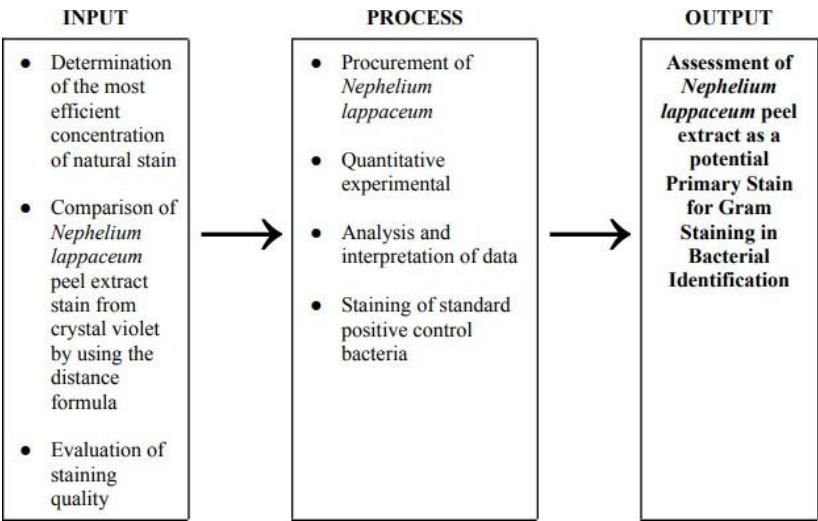 INPUT
● Determination
of the most
efficient
concentration
of natural stain
● Comparison of
Nephelium
lappaceum
peel extract
stain from
crystal violet
by using the
distance
formula
● Evaluation of
staining
quality
PROCESS
● Procurement of
Nephelium
lappaceum
● Quantitative
experimental
● Analysis and
interpretation of data
● Staining of standard
positive control
bacteria
OUTPUT
Assessment of
Nephelium
lappaceum peel
extract as a
potential
Primary Stain
for Gram
Staining in
Bacterial
Identification